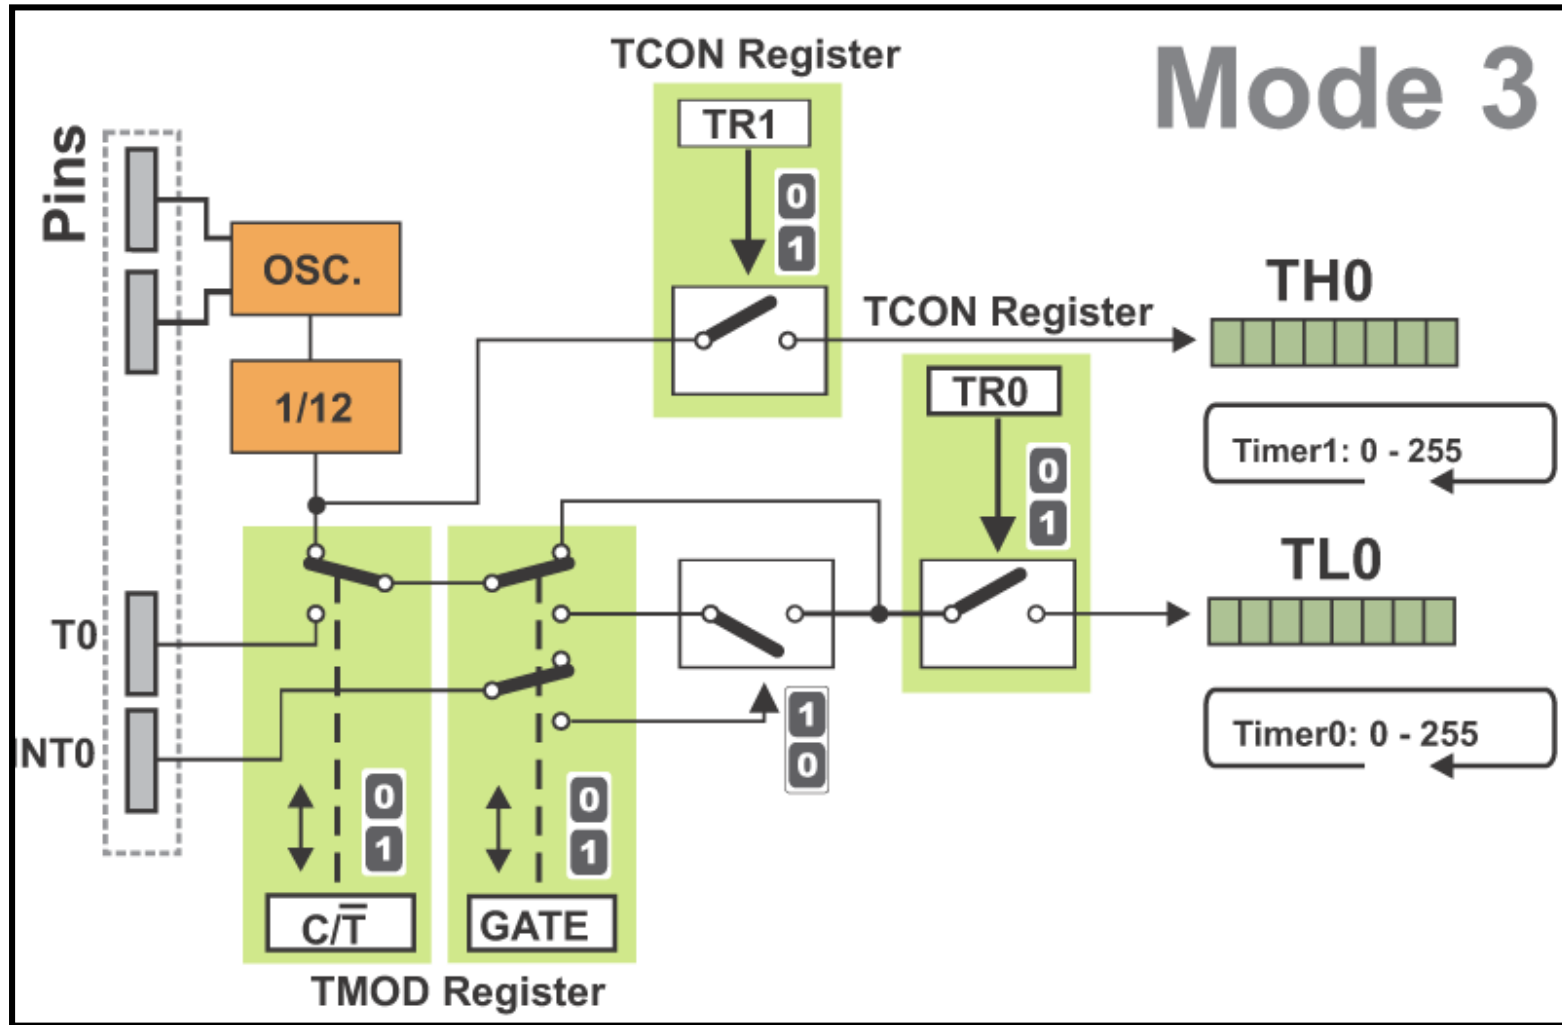 TCON Register
Mode 3
Pins
TR1
0
1
OSC.
TH0
TCON Register
1/12
TR0
Timer1: 0 - 255
0
1
TL0
T0
1
0
NT0
Timer0: 0 - 255
0
1
0
1
C/T̅
GATE
TMOD Register